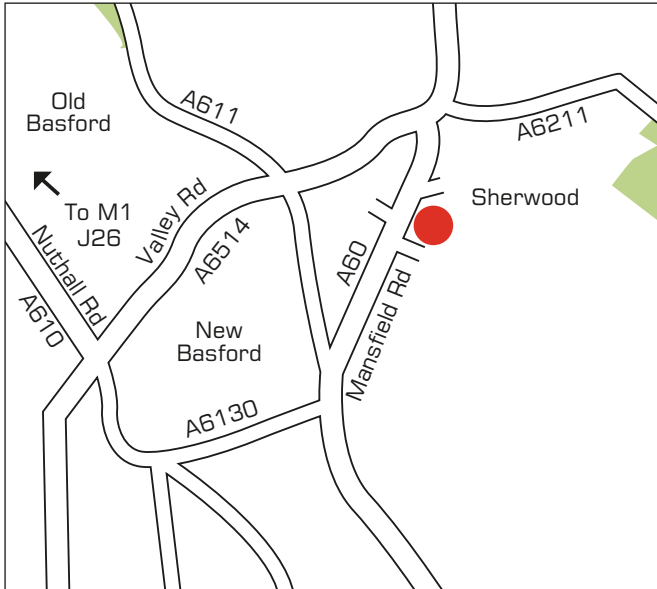 Old
Basford
A611
A6211
To M1
J26
Valley Rd
Sherwood
Nuthall Rd
A6514
A60
A610
New
Basford
Mansfield Rd
A6130